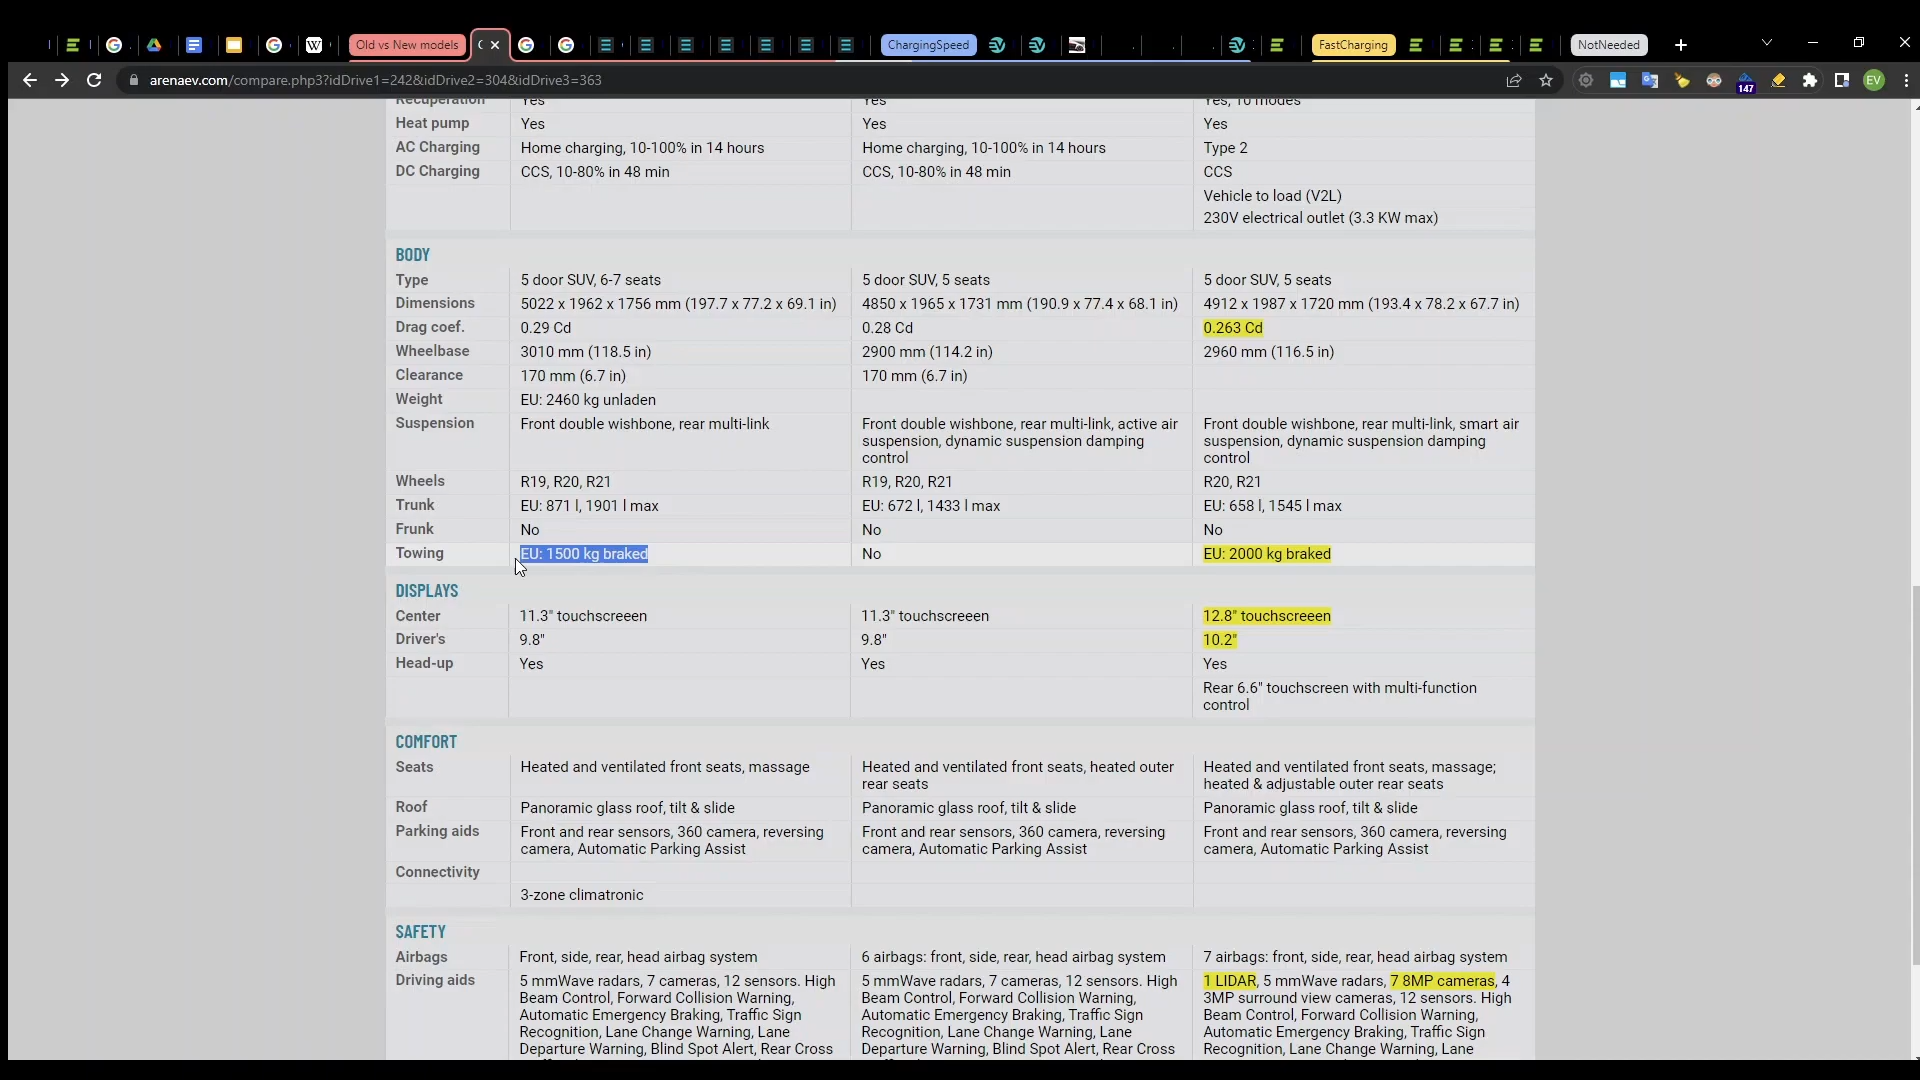 Old vs New models
ChargingSpeed
FastCharging
NotNeeded
arenaev.com/compare.php3?idDrive1=242&idDrive2=304&idDrive3=363
147
EV
Recuperation Yes Yes Yes, 10 modes
Heat pump Yes Yes Yes
AC Charging Home charging, 10-100% in 14 hours Home charging, 10-100% in 14 hours Type 2
DC Charging CCS, 10-80% in 48 min CCS, 10-80% in 48 min CCS
Vehicle to load (V2L)
230V electrical outlet (3.3 KW max)
BODY
Type 5 door SUV, 6-7 seats 5 door SUV, 5 seats 5 door SUV, 5 seats
Dimensions 5022 x 1962 x 1756 mm (197.7 x 77.2 x 69.1 in) 4850 x 1965 x 1731 mm (190.9 x 77.4 x 68.1 in) 4912 x 1987 x 1720 mm (193.4 x 78.2 x 67.7 in)
Drag coef. 0.29 Cd 0.28 Cd 0.263 Cd
Wheelbase 3010 mm (118.5 in) 2900 mm (114.2 in) 2960 mm (116.5 in)
Clearance 170 mm (6.7 in) 170 mm (6.7 in)
Weight EU: 2460 kg unladen
Suspension Front double wishbone, rear multi-link Front double wishbone, rear multi-link, active air Front double wishbone, rear multi-link, smart air
suspension, dynamic suspension damping suspension, dynamic suspension damping
control control
Wheels R19, R20, R21 R19, R20, R21 R20, R21
Trunk EU: 871 l, 1901 l max EU: 672 l, 1433 l max EU: 658 l, 1545 l max
Frunk No No No
Towing EU: 1500 kg braked No EU: 2000 kg braked
DISPLAYS
Center 11.3" touchscreeen 11.3" touchscreeen 12.8" touchscreeen
Driver's 9.8" 9.8" 10.2"
Head-up Yes Yes Yes
Rear 6.6" touchscreen with multi-function
control
COMFORT
Seats Heated and ventilated front seats, massage Heated and ventilated front seats, heated outer Heated and ventilated front seats, massage;
rear seats heated & adjustable outer rear seats
Roof Panoramic glass roof, tilt & slide Panoramic glass roof, tilt & slide Panoramic glass roof, tilt & slide
Parking aids Front and rear sensors, 360 camera, reversing Front and rear sensors, 360 camera, reversing Front and rear sensors, 360 camera, reversing
camera, Automatic Parking Assist camera, Automatic Parking Assist camera, Automatic Parking Assist
Connectivity
3-zone climatronic
SAFETY
Airbags Front, side, rear, head airbag system 6 airbags: front, side, rear, head airbag system 7 airbags: front, side, rear, head airbag system
Driving aids 5 mmWave radars, 7 cameras, 12 sensors. High 5 mmWave radars, 7 cameras, 12 sensors. High 1 LIDAR, 5 mmWave radars, 7 8MP cameras, 4
Beam Control, Forward Collision Warning, Beam Control, Forward Collision Warning, 3MP surround view cameras, 12 sensors. High
Automatic Emergency Braking, Traffic Sign Automatic Emergency Braking, Traffic Sign Beam Control, Forward Collision Warning,
Recognition, Lane Change Warning, Lane Recognition, Lane Change Warning, Lane Automatic Emergency Braking, Traffic Sign
Departure Warning, Blind Spot Alert, Rear Cross Departure Warning, Blind Spot Alert, Rear Cross Recognition, Lane Change Warning, Lane